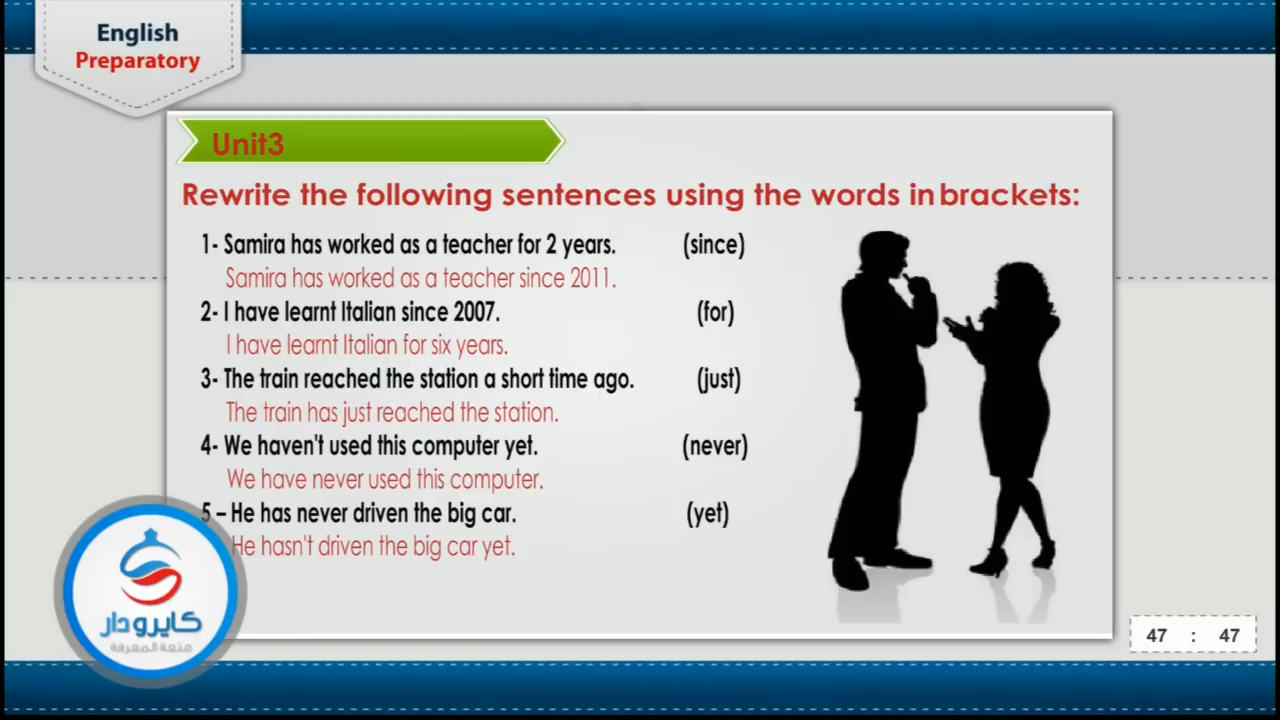 English
Preparatory
Unit3
Rewrite the following sentences using the words in brackets:
1- Samira has worked as a teacher for 2 years. (since)
Samira has worked as a teacher since 2011.
2- I have learnt Italian since 2007. (for)
I have learnt Italian for six years.
3- The train reached the station a short time ago. (just)
The train has just reached the station.
4- We haven't used this computer yet. (never)
We have never used this computer.
5 – He has never driven the big car. (yet)
He hasn't driven the big car yet.
كايرودار
متعة المعرفة
47 : 47